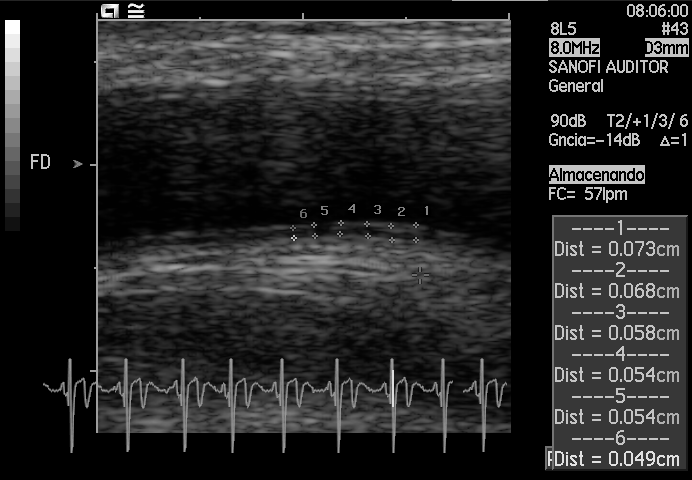 08:06:00
8L5 #43
8.0MHz D3mm
SANOFI AUDITOR
General
90dB T2/+1/3/ 6
Gncia=-14dB Δ=1
FD
Almacenando
FC= 57lpm
6 5 4 3 2 1
----1----
Dist = 0.073cm
----2----
Dist = 0.068cm
----3----
Dist = 0.058cm
----4----
Dist = 0.054cm
----5----
Dist = 0.054cm
----6----
Dist = 0.049cm